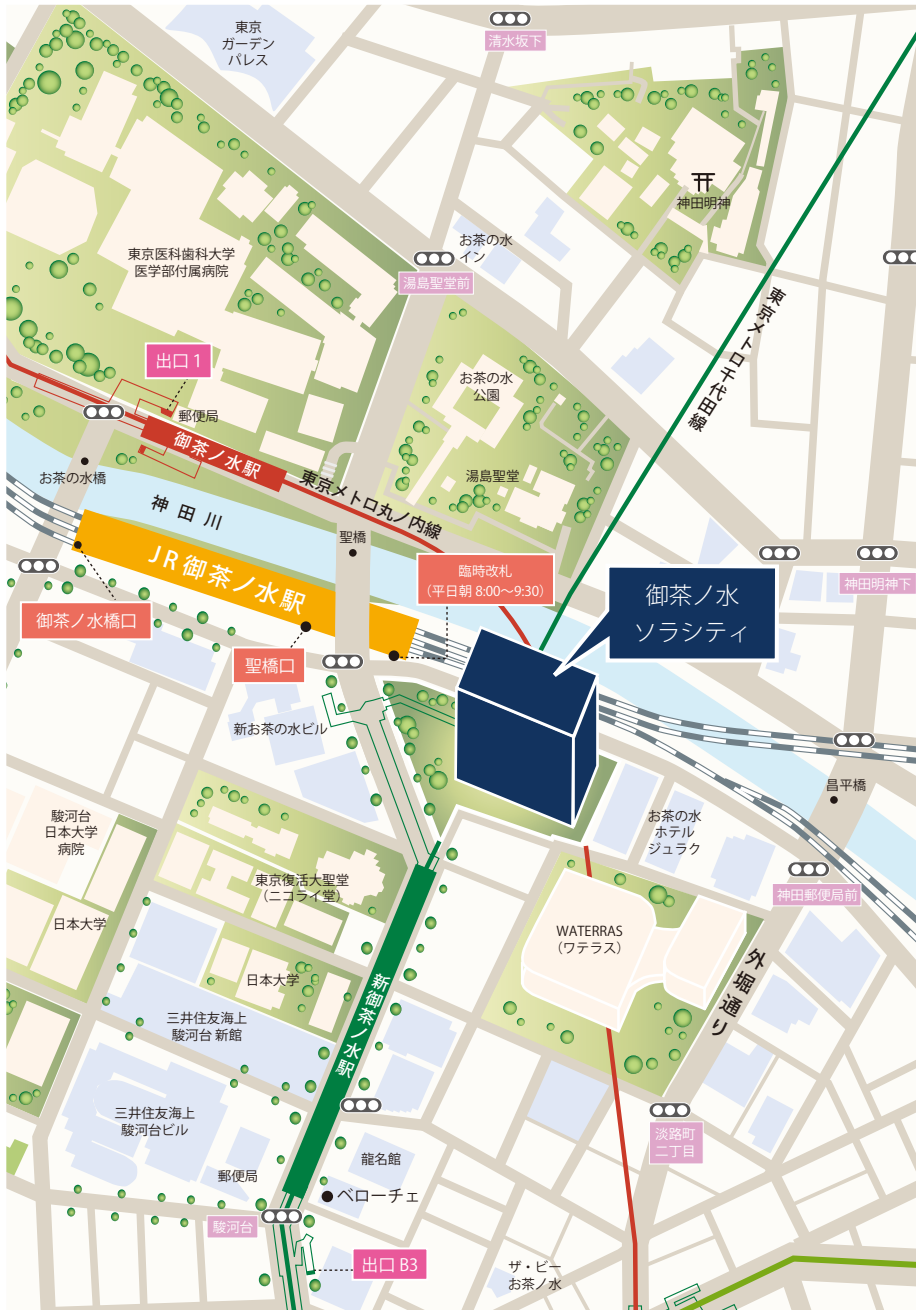 東京
ガーデン
パレス
清水坂下
神田明神
お茶の水
イン
東京医科歯科大学
医学部付属病院
湯島聖堂前
東京メトロ千代田線
出口1
お茶の水
公園
郵便局
御茶ノ水駅
東京メトロ丸ノ内線
湯島聖堂
お茶の水橋
神田川
聖橋
JR御茶ノ水駅
臨時改札
(平日朝 8:00～9:30)
御茶ノ水
ソラシティ
神田明神下
御茶ノ水橋口
聖橋口
新お茶の水ビル
昌平橋
駿河台
日本大学
病院
お茶の水
ホテル
ジュラク
東京復活大聖堂
(ニコライ堂)
神田郵便局前
日本大学
WATERRAS
(ワテラス)
外堀通り
日本大学
新御茶ノ水駅
三井住友海上
駿河台 新館
三井住友海上
駿河台ビル
淡路町
二丁目
龍名館
郵便局
ベローチェ
駿河台
出口 B3
ザ・ビー
お茶ノ水